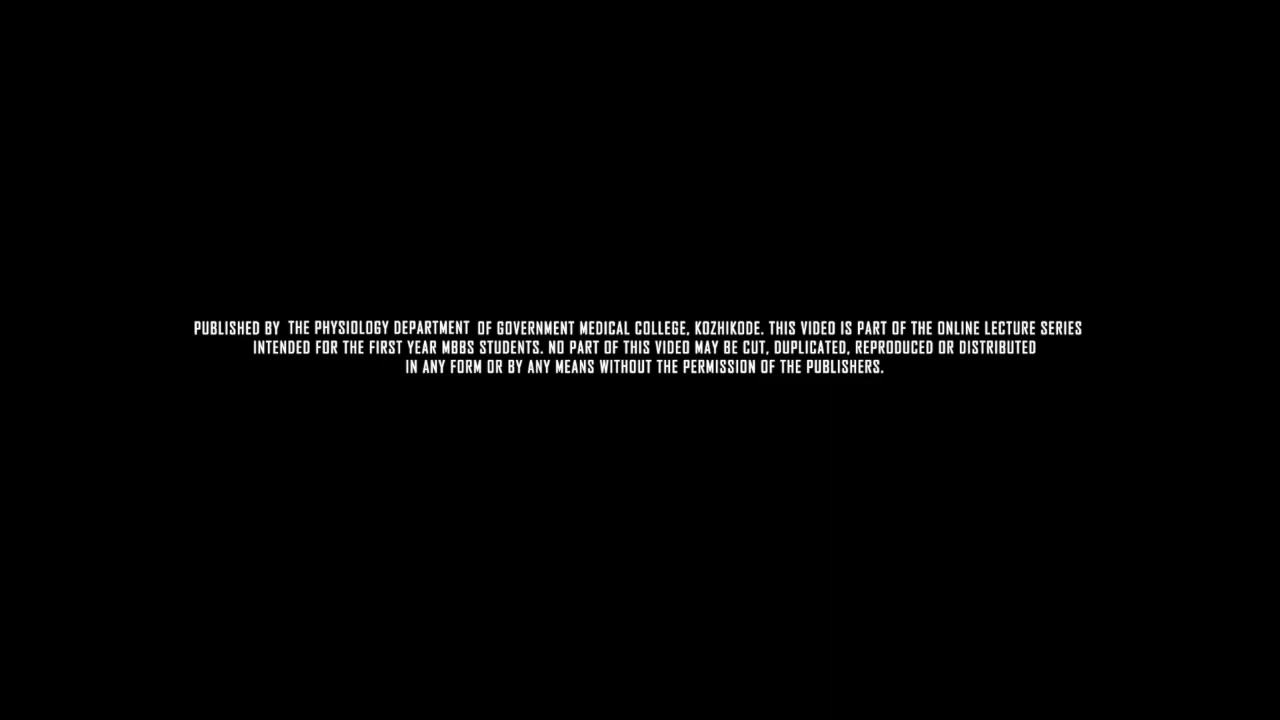 PUBLISHED BY THE PHYSIOLOGY DEPARTMENT OF GOVERNMENT MEDICAL COLLEGE, KOZHIKODE. THIS VIDEO IS PART OF THE ONLINE LECTURE SERIES
INTENDED FOR THE FIRST YEAR MBBS STUDENTS. NO PART OF THIS VIDEO MAY BE CUT, DUPLICATED, REPRODUCED OR DISTRIBUTED
IN ANY FORM OR BY ANY MEANS WITHOUT THE PERMISSION OF THE PUBLISHERS.